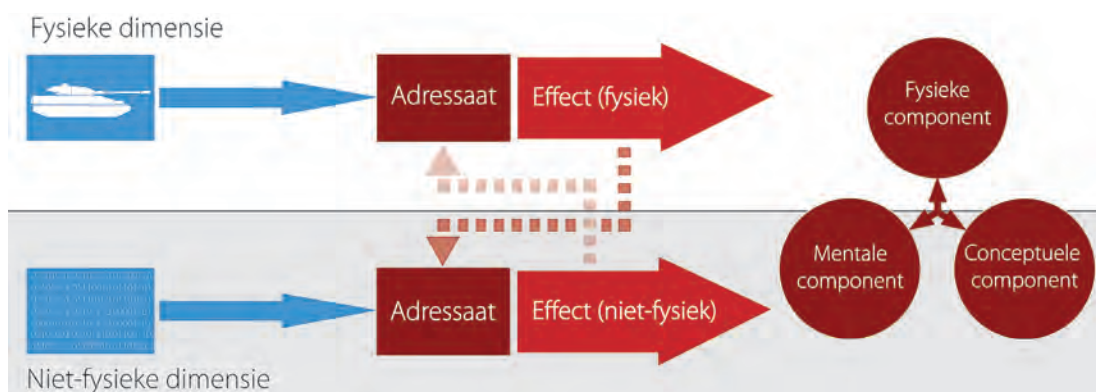 Fysieke dimensie
Adressaat
Effect (fysiek)
Fysieke
component
Mentale
component
Conceptuele
component
Adressaat
Effect (niet-fysiek)
Niet-fysieke dimensie